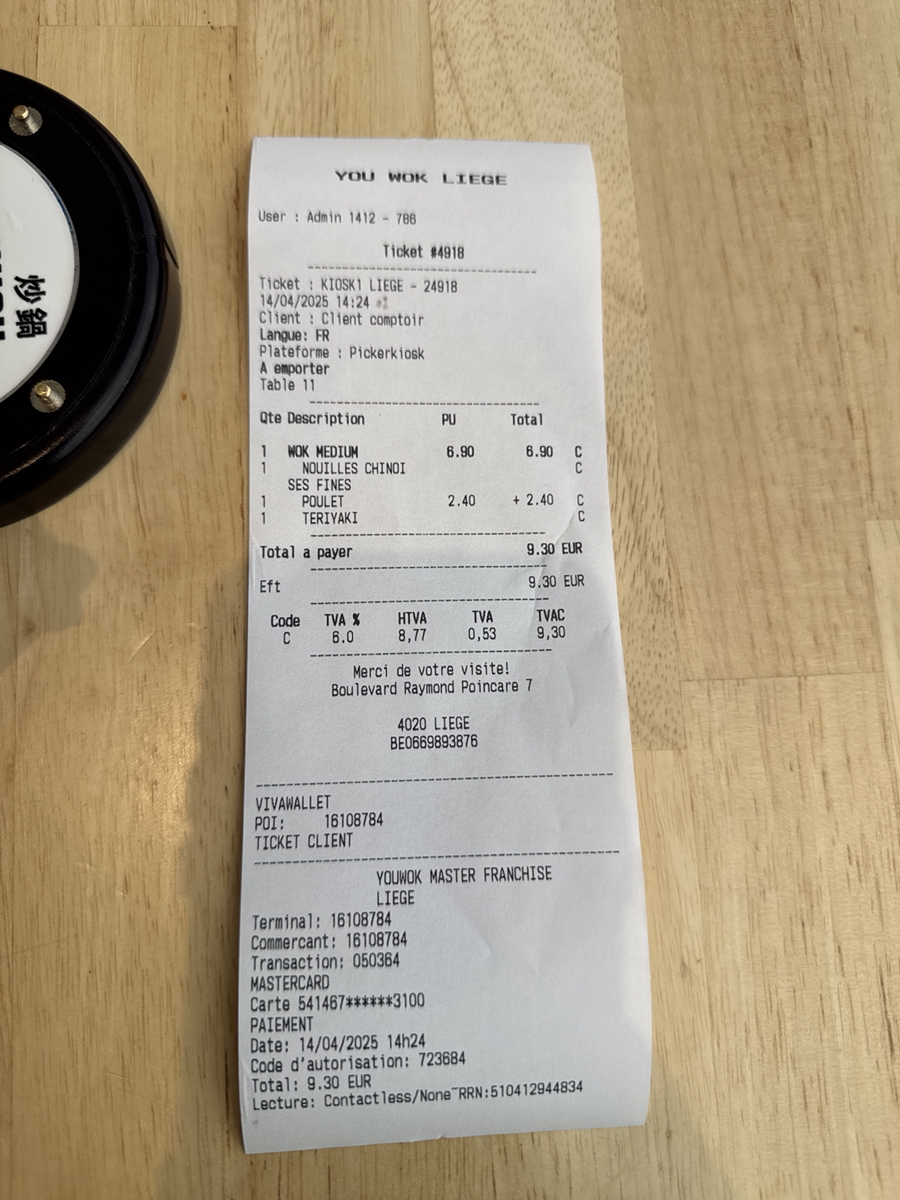 YOU WOK LIEGE
User : Admin 1412 - 786
Ticket #4918
Ticket : KIOSK1 LIEGE - 24918
14/04/2025 14:24
Client : Client comptoir
Langue: FR
Plateforme : Pickerkiosk
A emporter
Table 11
Qte Description PU Total
1 WOK MEDIUM 6.90 6.90 C
1 NOUILLES CHINOI C
SES FINES
1 POULET 2.40 + 2.40 C
1 TERIYAKI C
Total a payer 9.30 EUR
Eft 9.30 EUR
Code TVA % HTVA TVA TVAC
C 6.0 8,77 0,53 9,30
Merci de votre visite!
Boulevard Raymond Poincare 7
4020 LIEGE
BE0669893876
VIVAWALLET
POI: 16108784
TICKET CLIENT
YOUWOK MASTER FRANCHISE
LIEGE
Terminal: 16108784
Commercant: 16108784
Transaction: 050364
MASTERCARD
Carte 541467******3100
PAIEMENT
Date: 14/04/2025 14h24
Code d'autorisation: 723684
Total: 9.30 EUR
Lecture: Contactless/None~RRN:510412944834
炒鍋